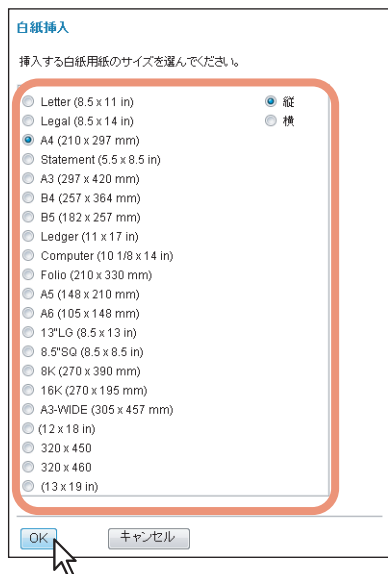 白紙挿入
挿入する白紙用紙のサイズを選んでください。
Letter (8.5 x 11 in) 縦
Legal (8.5 x 14 in) 横
A4 (210 x 297 mm)
Statement (5.5 x 8.5 in)
A3 (297 x 420 mm)
B4 (257 x 364 mm)
B5 (182 x 257 mm)
Ledger (11 x 17 in)
Computer (10 1/8 x 14 in)
Folio (210 x 330 mm)
A5 (148 x 210 mm)
A6 (105 x 148 mm)
13"LG (8.5 x 13 in)
8.5"SQ (8.5 x 8.5 in)
8K (270 x 390 mm)
16K (270 x 195 mm)
A3-WIDE (305 x 457 mm)
(12 x 18 in)
320 x 450
320 x 460
(13 x 19 in)
OK キャンセル